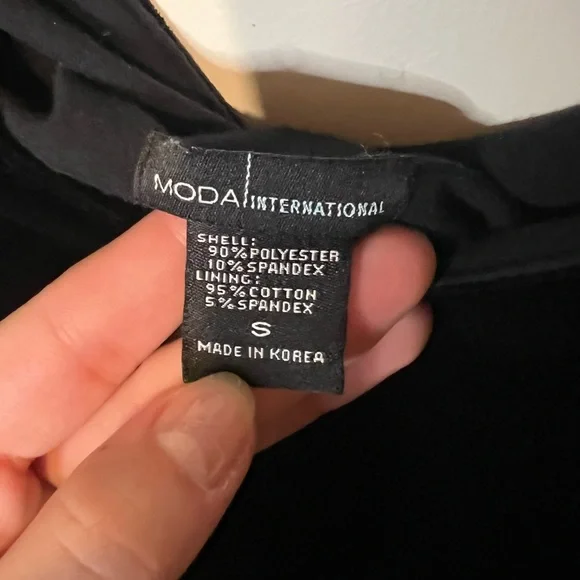 MODA INTERNATIONAL
SHELL:
90% POLYESTER
10% SPANDEX
LINING:
95% COTTON
5% SPANDEX
S
MADE IN KOREA